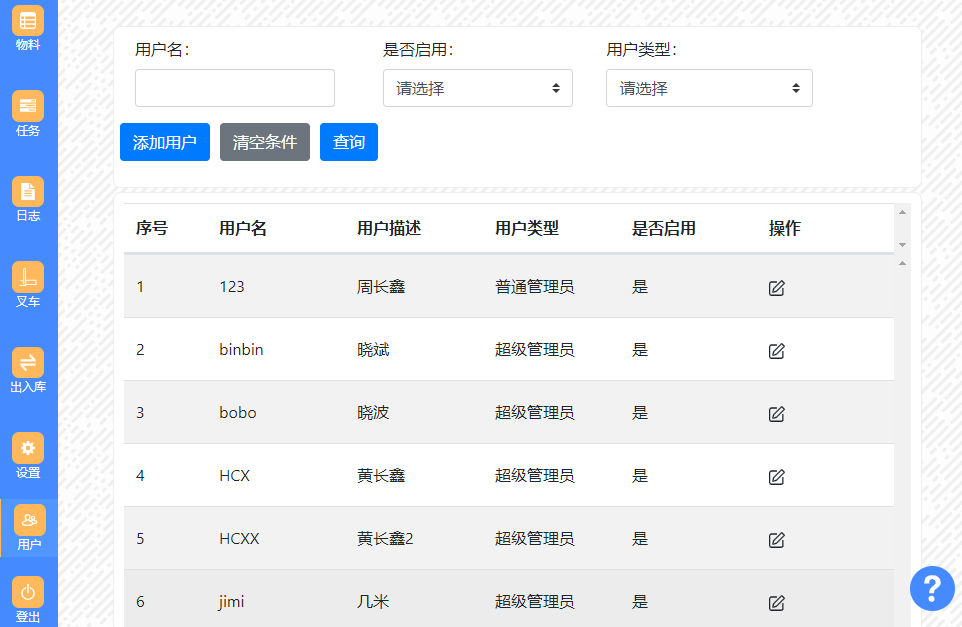 物料
任务
日志
叉车
出入库
设置
用户
登出
用户名：
是否启用：
用户类型：
请选择
请选择
添加用户
清空条件
查询
序号 用户名 用户描述 用户类型 是否启用 操作
1 123 周长鑫 普通管理员 是
2 binbin 晓斌 超级管理员 是
3 bobo 晓波 超级管理员 是
4 HCX 黄长鑫 超级管理员 是
5 HCXX 黄长鑫2 超级管理员 是
6 jimi 几米 超级管理员 是
?